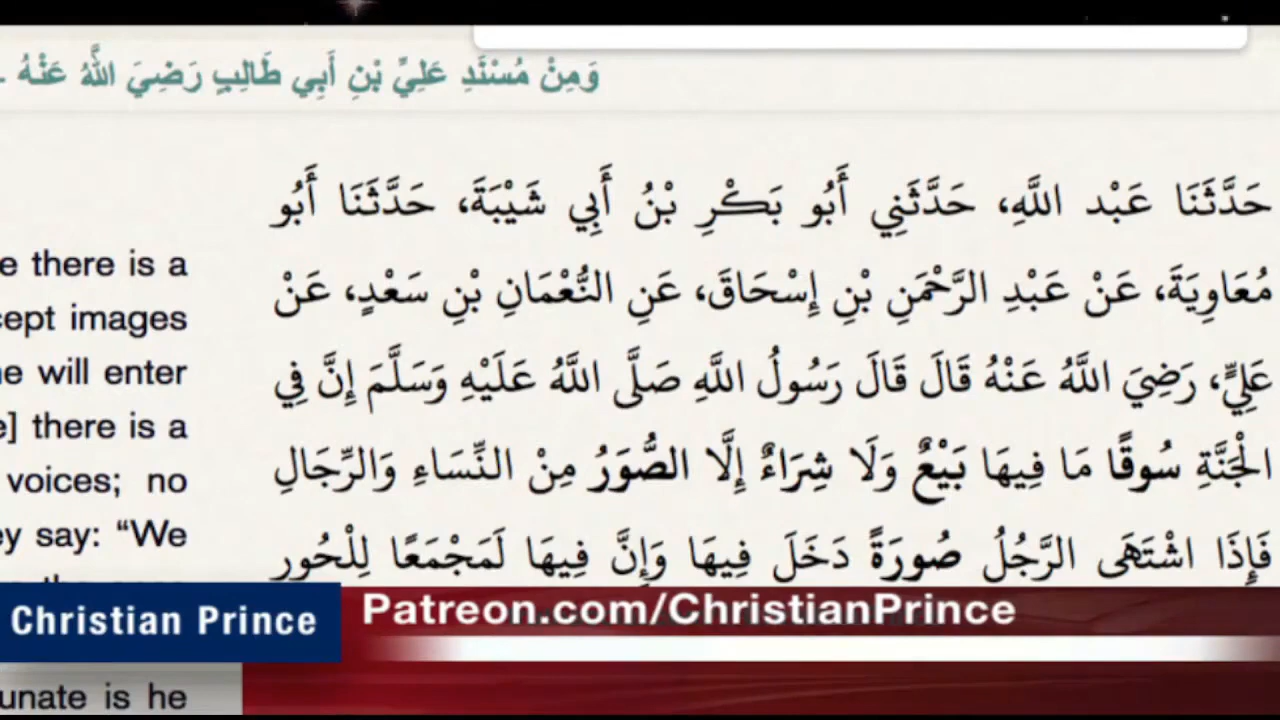 وَمِنْ مُسْنَدِ عَلِيِّ بْنِ أَبِي طَالِبٍ رَضِيَ اللَّهُ عَنْهُ
حَدَّثَنَا عَبْد اللَّهِ، حَدَّثَنِي أَبُو بَكْرِ بْنُ أَبِي شَيْبَةَ، حَدَّثَنَا أَبُو
مُعَاوِيَةَ، عَنْ عَبْدِ الرَّحْمَنِ بْنِ إِسْحَاقَ، عَنِ النُّعْمَانِ بْنِ سَعْدٍ، عَنْ
عَلِيٍّ، رَضِيَ اللَّهُ عَنْهُ قَالَ قَالَ رَسُولُ اللَّهِ صَلَّى اللَّهُ عَلَيْهِ وَسَلَّمَ إِنَّ فِي
الْجَنَّةِ سُوقًا مَا فِيهَا بَيْعٌ وَلَا شِرَاءٌ إِلَّا الصُّوَرُ مِنْ النِّسَاءِ وَالرِّجَالِ
فَإِذَا اشْتَهَى الرَّجُلُ صُورَةً دَخَلَ فِيهَا وَإِنَّ فِيهَا لَمَجْمَعًا لِلْحُورِ
e there is a
cept images
e will enter
e] there is a
voices; no
ey say: “We
Christian Prince
Patreon.com/ChristianPrince
unate is he